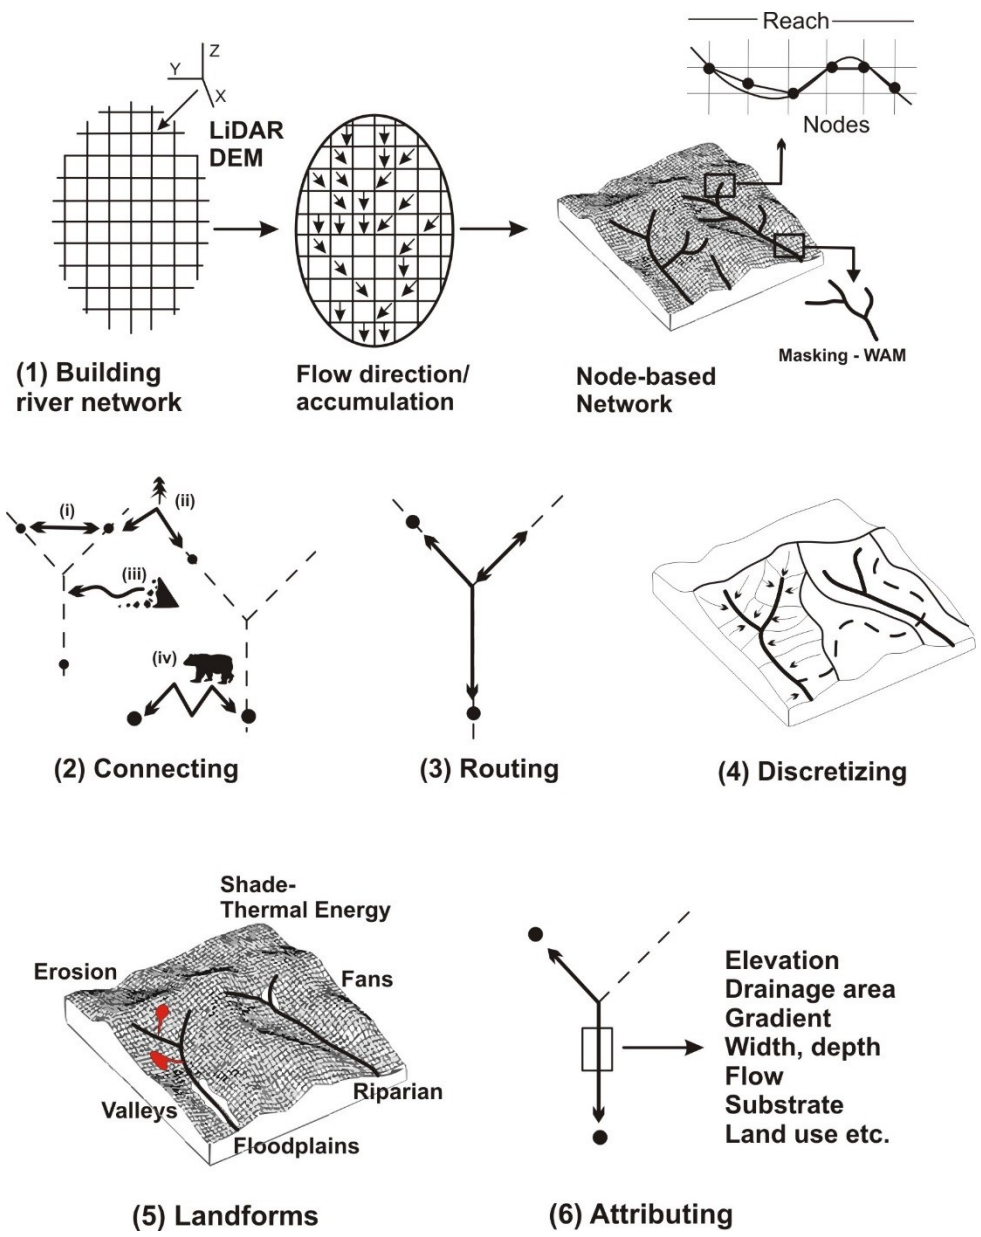 Reach
Nodes
Z
Y
X
LiDAR
DEM
Masking - WAM
(1) Building
river network
Flow direction/
accumulation
Node-based
Network
(i)
(ii)
(iii)
(iv)
(2) Connecting
(3) Routing
(4) Discretizing
Shade-
Thermal Energy
Erosion
Fans
Valleys
Riparian
Floodplains
(5) Landforms
Elevation
Drainage area
Gradient
Width, depth
Flow
Substrate
Land use etc.
(6) Attributing